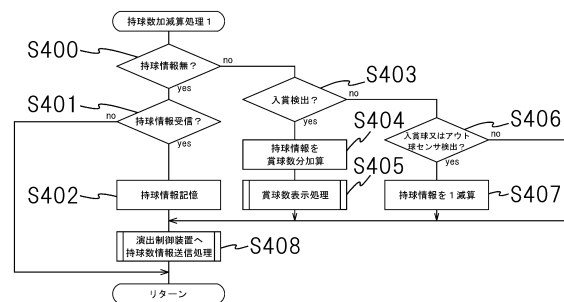 持球数加減算処理1
S400
持球情報無?
no
yes
S401
no
持球情報受信?
yes
S402
持球情報記憶
S403
入賞検出?
no
yes
S404
持球情報を
賞球数分加算
S405
賞球数表示処理
S406
入賞球又はアウト
球センサ検出?
no
yes
S407
持球情報を1減算
演出制御装置へ
持球数情報送信処理
S408
リターン